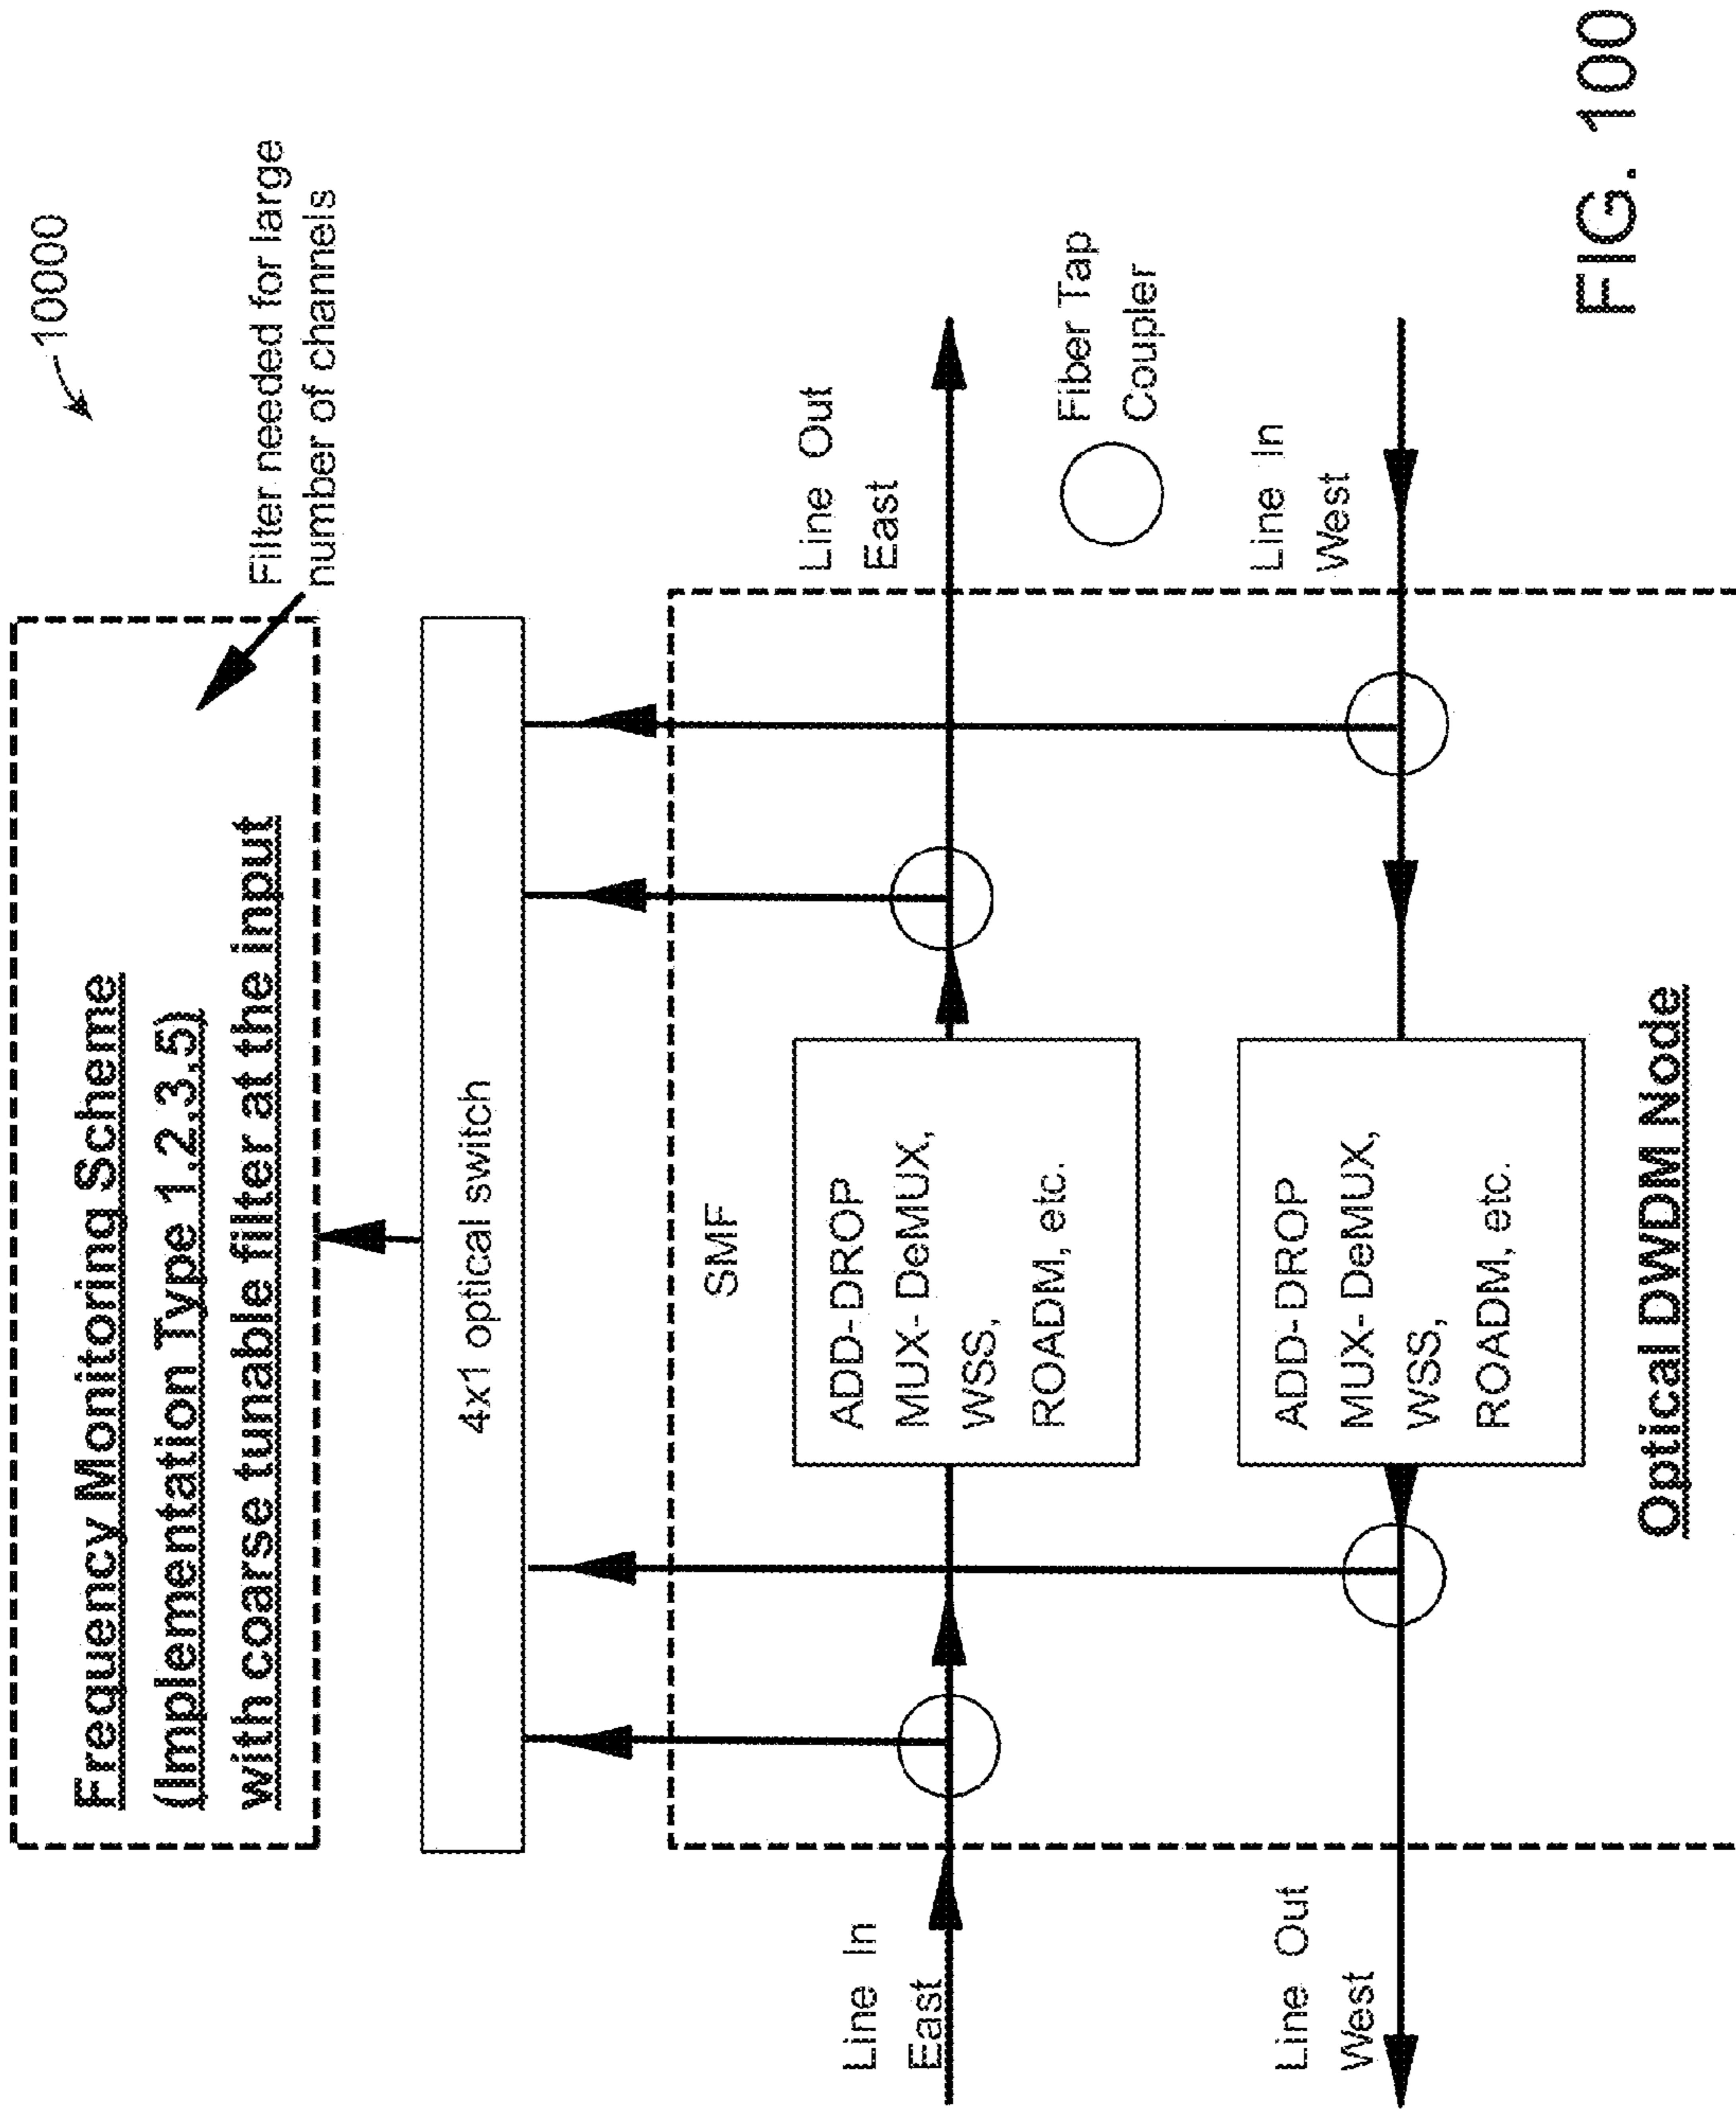 10000
Filter needed for large
number of channels
Frequency Monitoring Scheme
(Implementation Type 1,2,3,5)
with coarse tunable filter at the input
4x1 optical switch
SMF
Line In
East
ADD-DROP
MUX- DeMUX,
WSS,
ROADM, etc.
Line Out
East
Fiber Tap
Coupler
Line Out
West
ADD-DROP
MUX- DeMUX,
WSS,
ROADM, etc.
Line In
West
Optical DWDM Node
FIG. 100